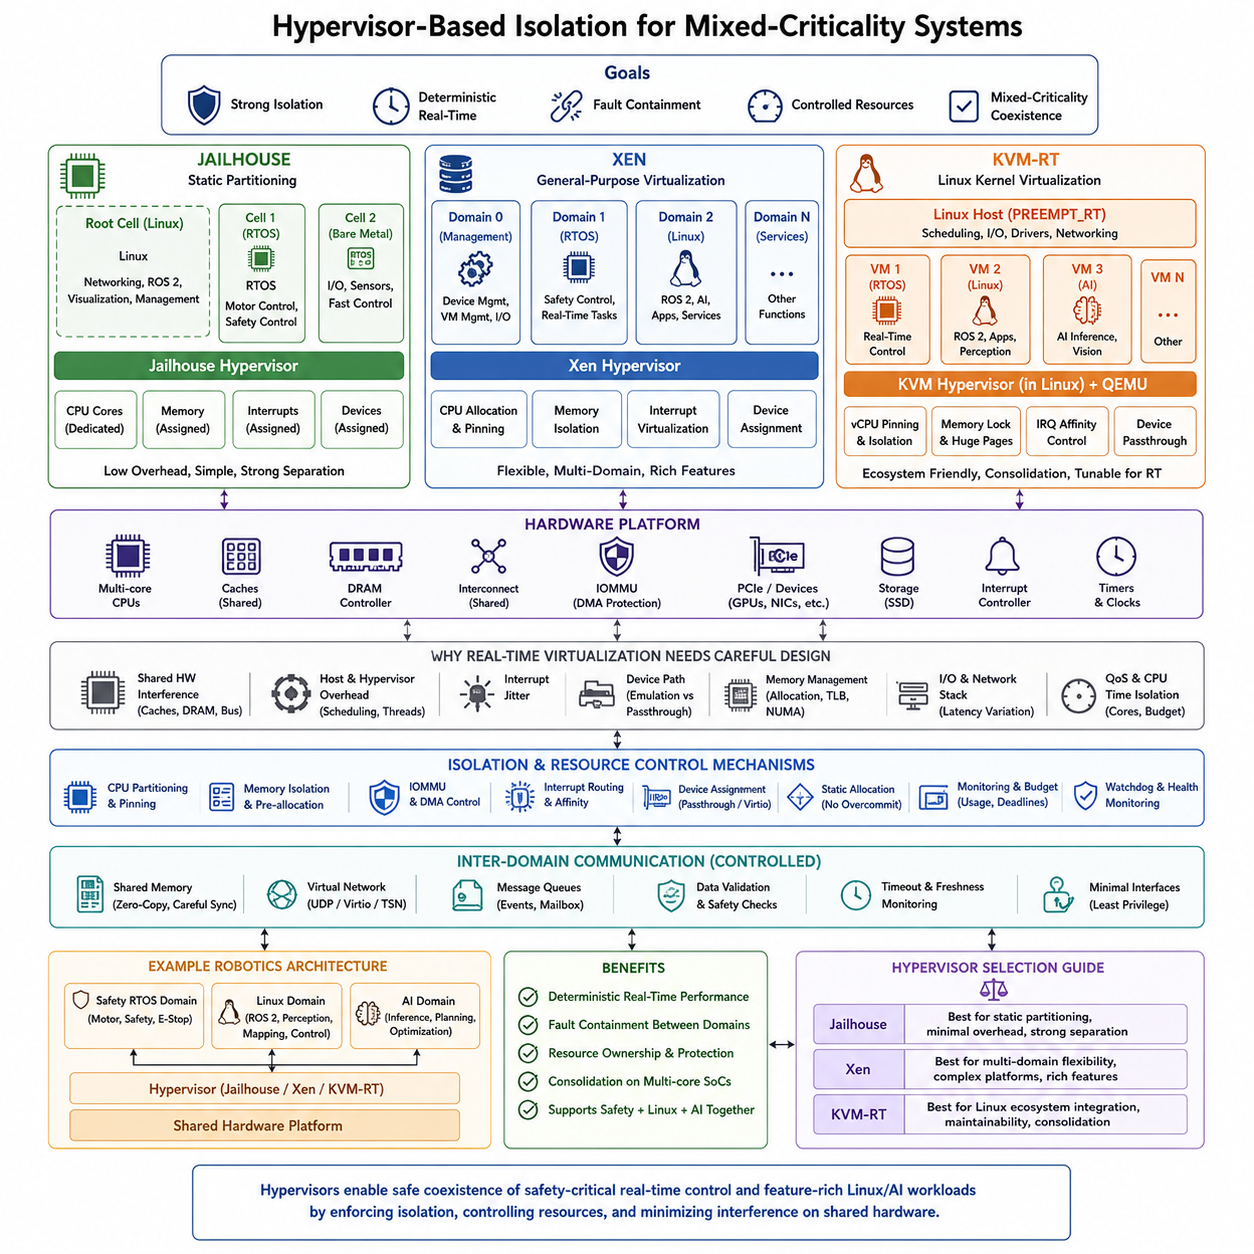 Hypervisor-Based Isolation for Mixed-Criticality Systems
Goals
Strong Isolation
Deterministic
Real-Time
Fault Containment
Controlled Resources
Mixed-Criticality
Coexistence
JAILHOUSE
Static Partitioning
Root Cell (Linux)
Linux
Networking, ROS 2,
Visualization, Management
Cell 1
(RTOS)
RTOS
Motor Control,
Safety Control
Cell 2
(Bare Metal)
RTOS
I/O, Sensors,
Fast Control
Jailhouse Hypervisor
CPU Cores
(Dedicated)
Memory
(Assigned)
Interrupts
(Assigned)
Devices
(Assigned)
Low Overhead, Simple, Strong Separation
XEN
General-Purpose Virtualization
Domain 0
(Management)
Device Mgmt,
VM Mgmt, I/O
Domain 1
(RTOS)
Safety Control,
Real-Time Tasks
Domain 2
(Linux)
ROS 2, AI,
Apps, Services
Domain N
(Services)
...
Other
Functions
Xen Hypervisor
CPU Allocation
& Pinning
Memory
Isolation
Interrupt
Virtualization
Device
Assignment
Flexible, Multi-Domain, Rich Features
KVM-RT
Linux Kernel Virtualization
Linux Host (PREEMPT_RT)
Scheduling, I/O, Drivers, Networking
VM 1
(RTOS)
Real-Time
Control
VM 2
(Linux)
ROS 2, Apps,
Perception
VM 3
(AI)
AI Inference,
Vision
VM N
...
Other
KVM Hypervisor (in Linux) + QEMU
vCPU Pinning
& Isolation
Memory Lock
& Huge Pages
IRQ Affinity
Control
Device
Passthrough
Ecosystem Friendly, Consolidation, Tunable for RT
HARDWARE PLATFORM
Multi-core
CPUs
Caches
(Shared)
DRAM
Controller
Interconnect
(Shared)
IOMMU
(DMA Protection)
PCIe
PCIe / Devices
(GPUs, NICs, etc.)
Storage
(SSD)
Interrupt
Controller
Timers
& Clocks
WHY REAL-TIME VIRTUALIZATION NEEDS CAREFUL DESIGN
Shared HW
Interference
(Caches, DRAM, Bus)
Host & Hypervisor
Overhead
(Scheduling, Threads)
Interrupt
Jitter
Device Path
(Emulation vs
Passthrough)
Memory Management
(Allocation, TLB,
NUMA)
I/O & Network
Stack
(Latency Variation)
QoS & CPU
Time Isolation
(Cores, Budget)
ISOLATION & RESOURCE CONTROL MECHANISMS
CPU Partitioning
& Pinning
Memory Isolation
& Pre-allocation
IOMMU
& DMA Control
Interrupt Routing
& Affinity
Device Assignment
(Passthrough / Virtio)
Static Allocation
(No Overcommit)
Monitoring & Budget
(Usage, Deadlines)
Watchdog & Health
Monitoring
INTER-DOMAIN COMMUNICATION (CONTROLLED)
Shared Memory
(Zero-Copy, Careful Sync)
Virtual Network
(UDP / Virtio / TSN)
Message Queues
(Events, Mailbox)
Data Validation
& Safety Checks
Timeout & Freshness
Monitoring
Minimal Interfaces
(Least Privilege)
EXAMPLE ROBOTICS ARCHITECTURE
Safety RTOS Domain
(Motor, Safety, E-Stop)
Linux Domain
(ROS 2, Perception,
Mapping, Control)
AI Domain
(Inference, Planning,
Optimization)
Hypervisor (Jailhouse / Xen / KVM-RT)
Shared Hardware Platform
BENEFITS
Deterministic Real-Time Performance
Fault Containment Between Domains
Resource Ownership & Protection
Consolidation on Multi-core SoCs
Supports Safety + Linux + AI Together
HYPERVISOR SELECTION GUIDE
Jailhouse
Best for static partitioning,
minimal overhead, strong separation
Xen
Best for multi-domain flexibility,
complex platforms, rich features
KVM-RT
Best for Linux ecosystem integration,
maintainability, consolidation
Hypervisors enable safe coexistence of safety-critical real-time control and feature-rich Linux/AI workloads
by enforcing isolation, controlling resources, and minimizing interference on shared hardware.